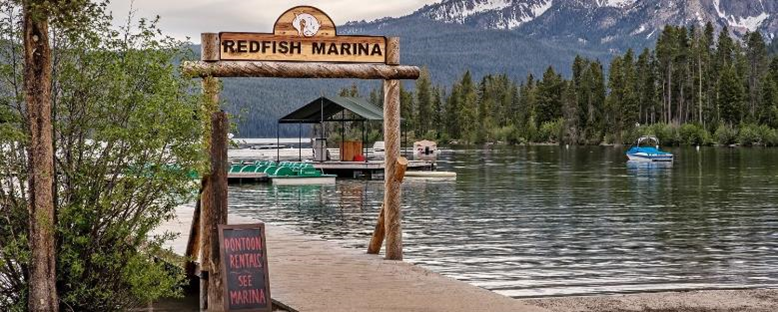 REDFISH MARINA
PONTOON
RENTALS
SEE
MARINA